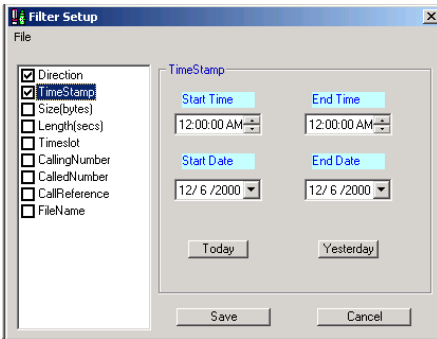 Filter Setup
File
Direction
TimeStamp
Size(bytes)
Length(secs)
Timeslot
CallingNumber
CalledNumber
CallReference
FileName
TimeStamp
Start Time
End Time
12:00:00 AM
12:00:00 AM
Start Date
End Date
12/ 6 /2000
12/ 6 /2000
Today
Yesterday
Save
Cancel